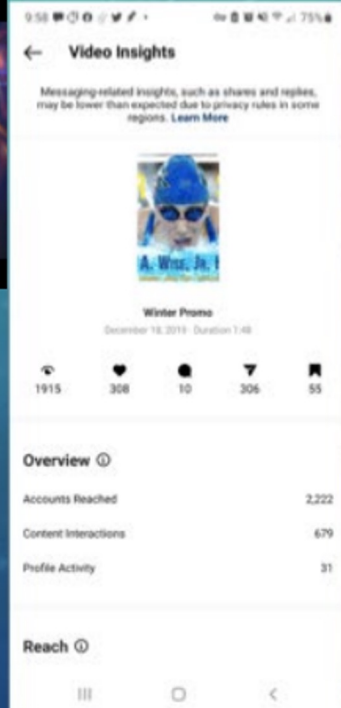 9:58
75%
Video Insights
Messaging-related insights, such as shares and replies,
may be lower than expected due to privacy rules in some
regions. Learn More
A. WISE, JR.
Winter Promo
December 18, 2019 · Duration 1:48
1915 308 10 306 55
Overview
Accounts Reached 2,222
Content Interactions 679
Profile Activity 31
Reach